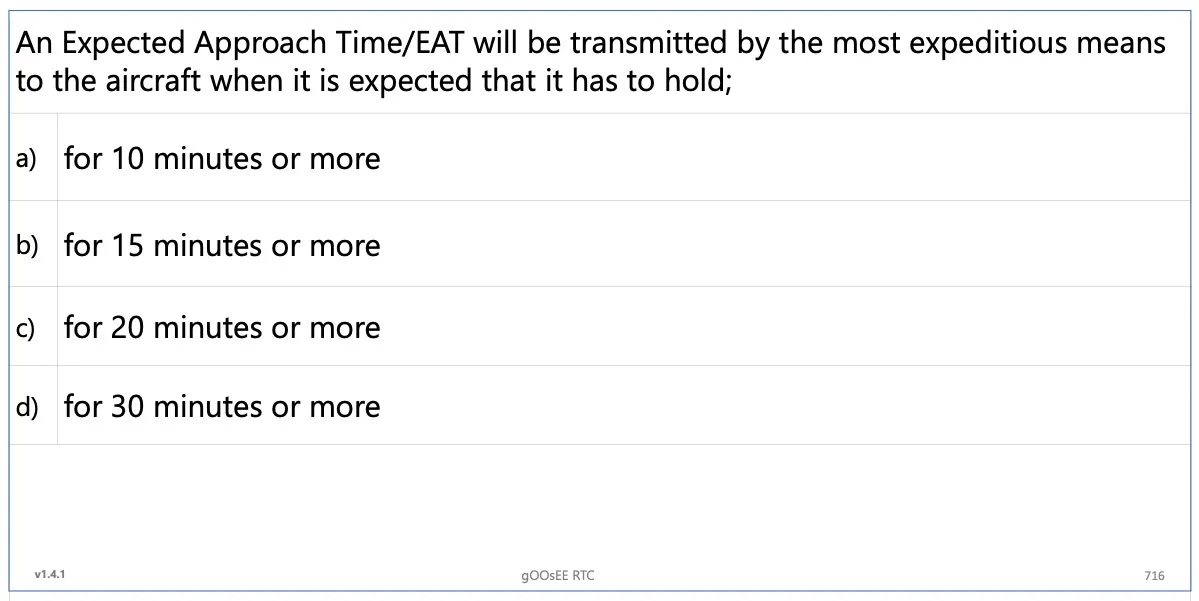 An Expected Approach Time/EAT will be transmitted by the most expeditious means
to the aircraft when it is expected that it has to hold;
a) for 10 minutes or more
b) for 15 minutes or more
c) for 20 minutes or more
d) for 30 minutes or more
v1.4.1 gOOsEE RTC 716